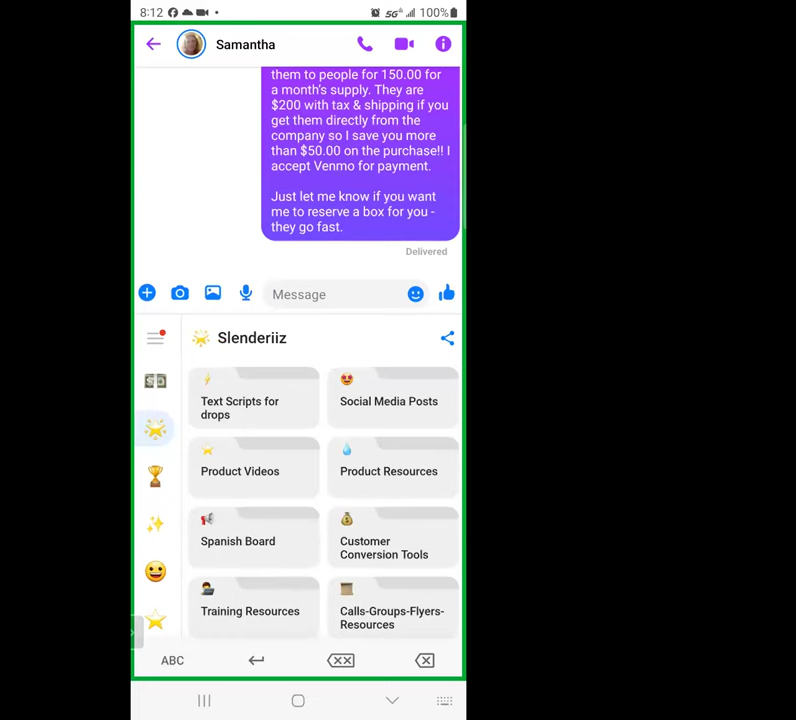 8:12 5G 100%
Samantha
them to people for 150.00 for
a month's supply. They are
$200 with tax & shipping if you
get them directly from the
company so I save you more
than $50.00 on the purchase!! I
accept Venmo for payment.
Just let me know if you want
me to reserve a box for you -
they go fast.
Delivered
Message
Slenderiiz
Text Scripts for
drops
Social Media Posts
Product Videos
Product Resources
Spanish Board
Customer
Conversion Tools
Training Resources
Calls-Groups-Flyers-
Resources
ABC